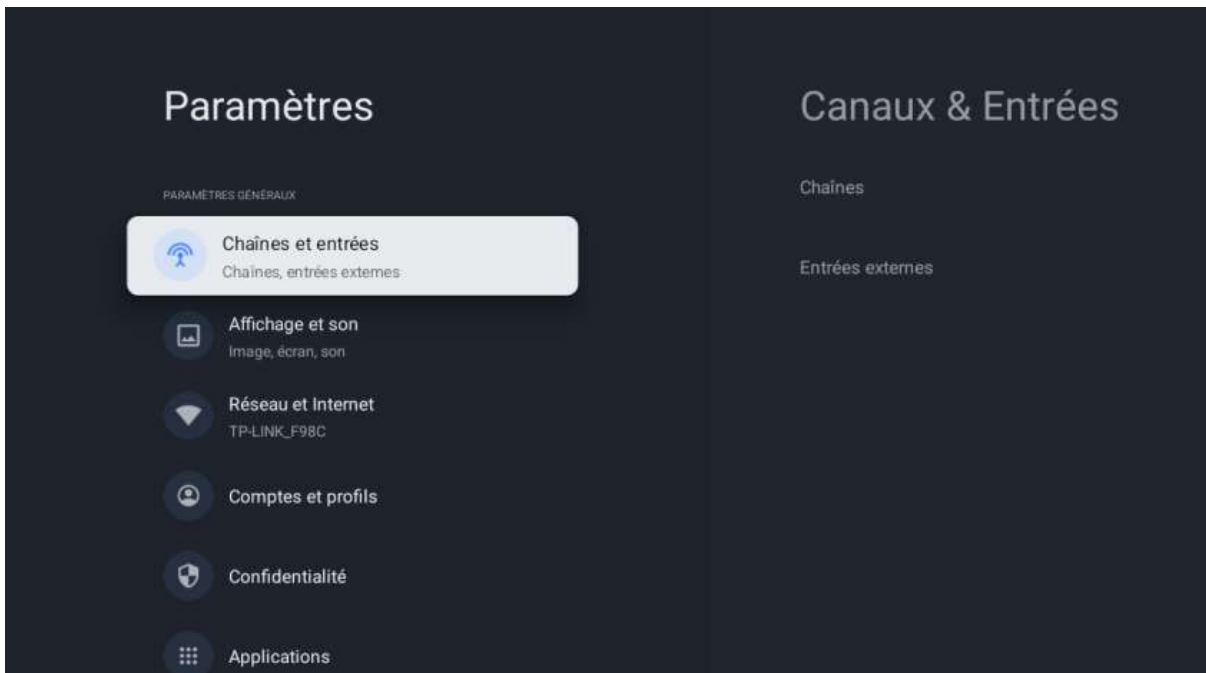 Paramètres
PARAMÈTRES GÉNÉRAUX
Chaînes et entrées
Chaînes, entrées externes
Affichage et son
Image, écran, son
Réseau et Internet
TP-LINK_F98C
Comptes et profils
Confidentialité
Applications
Canaux & Entrées
Chaînes
Entrées externes